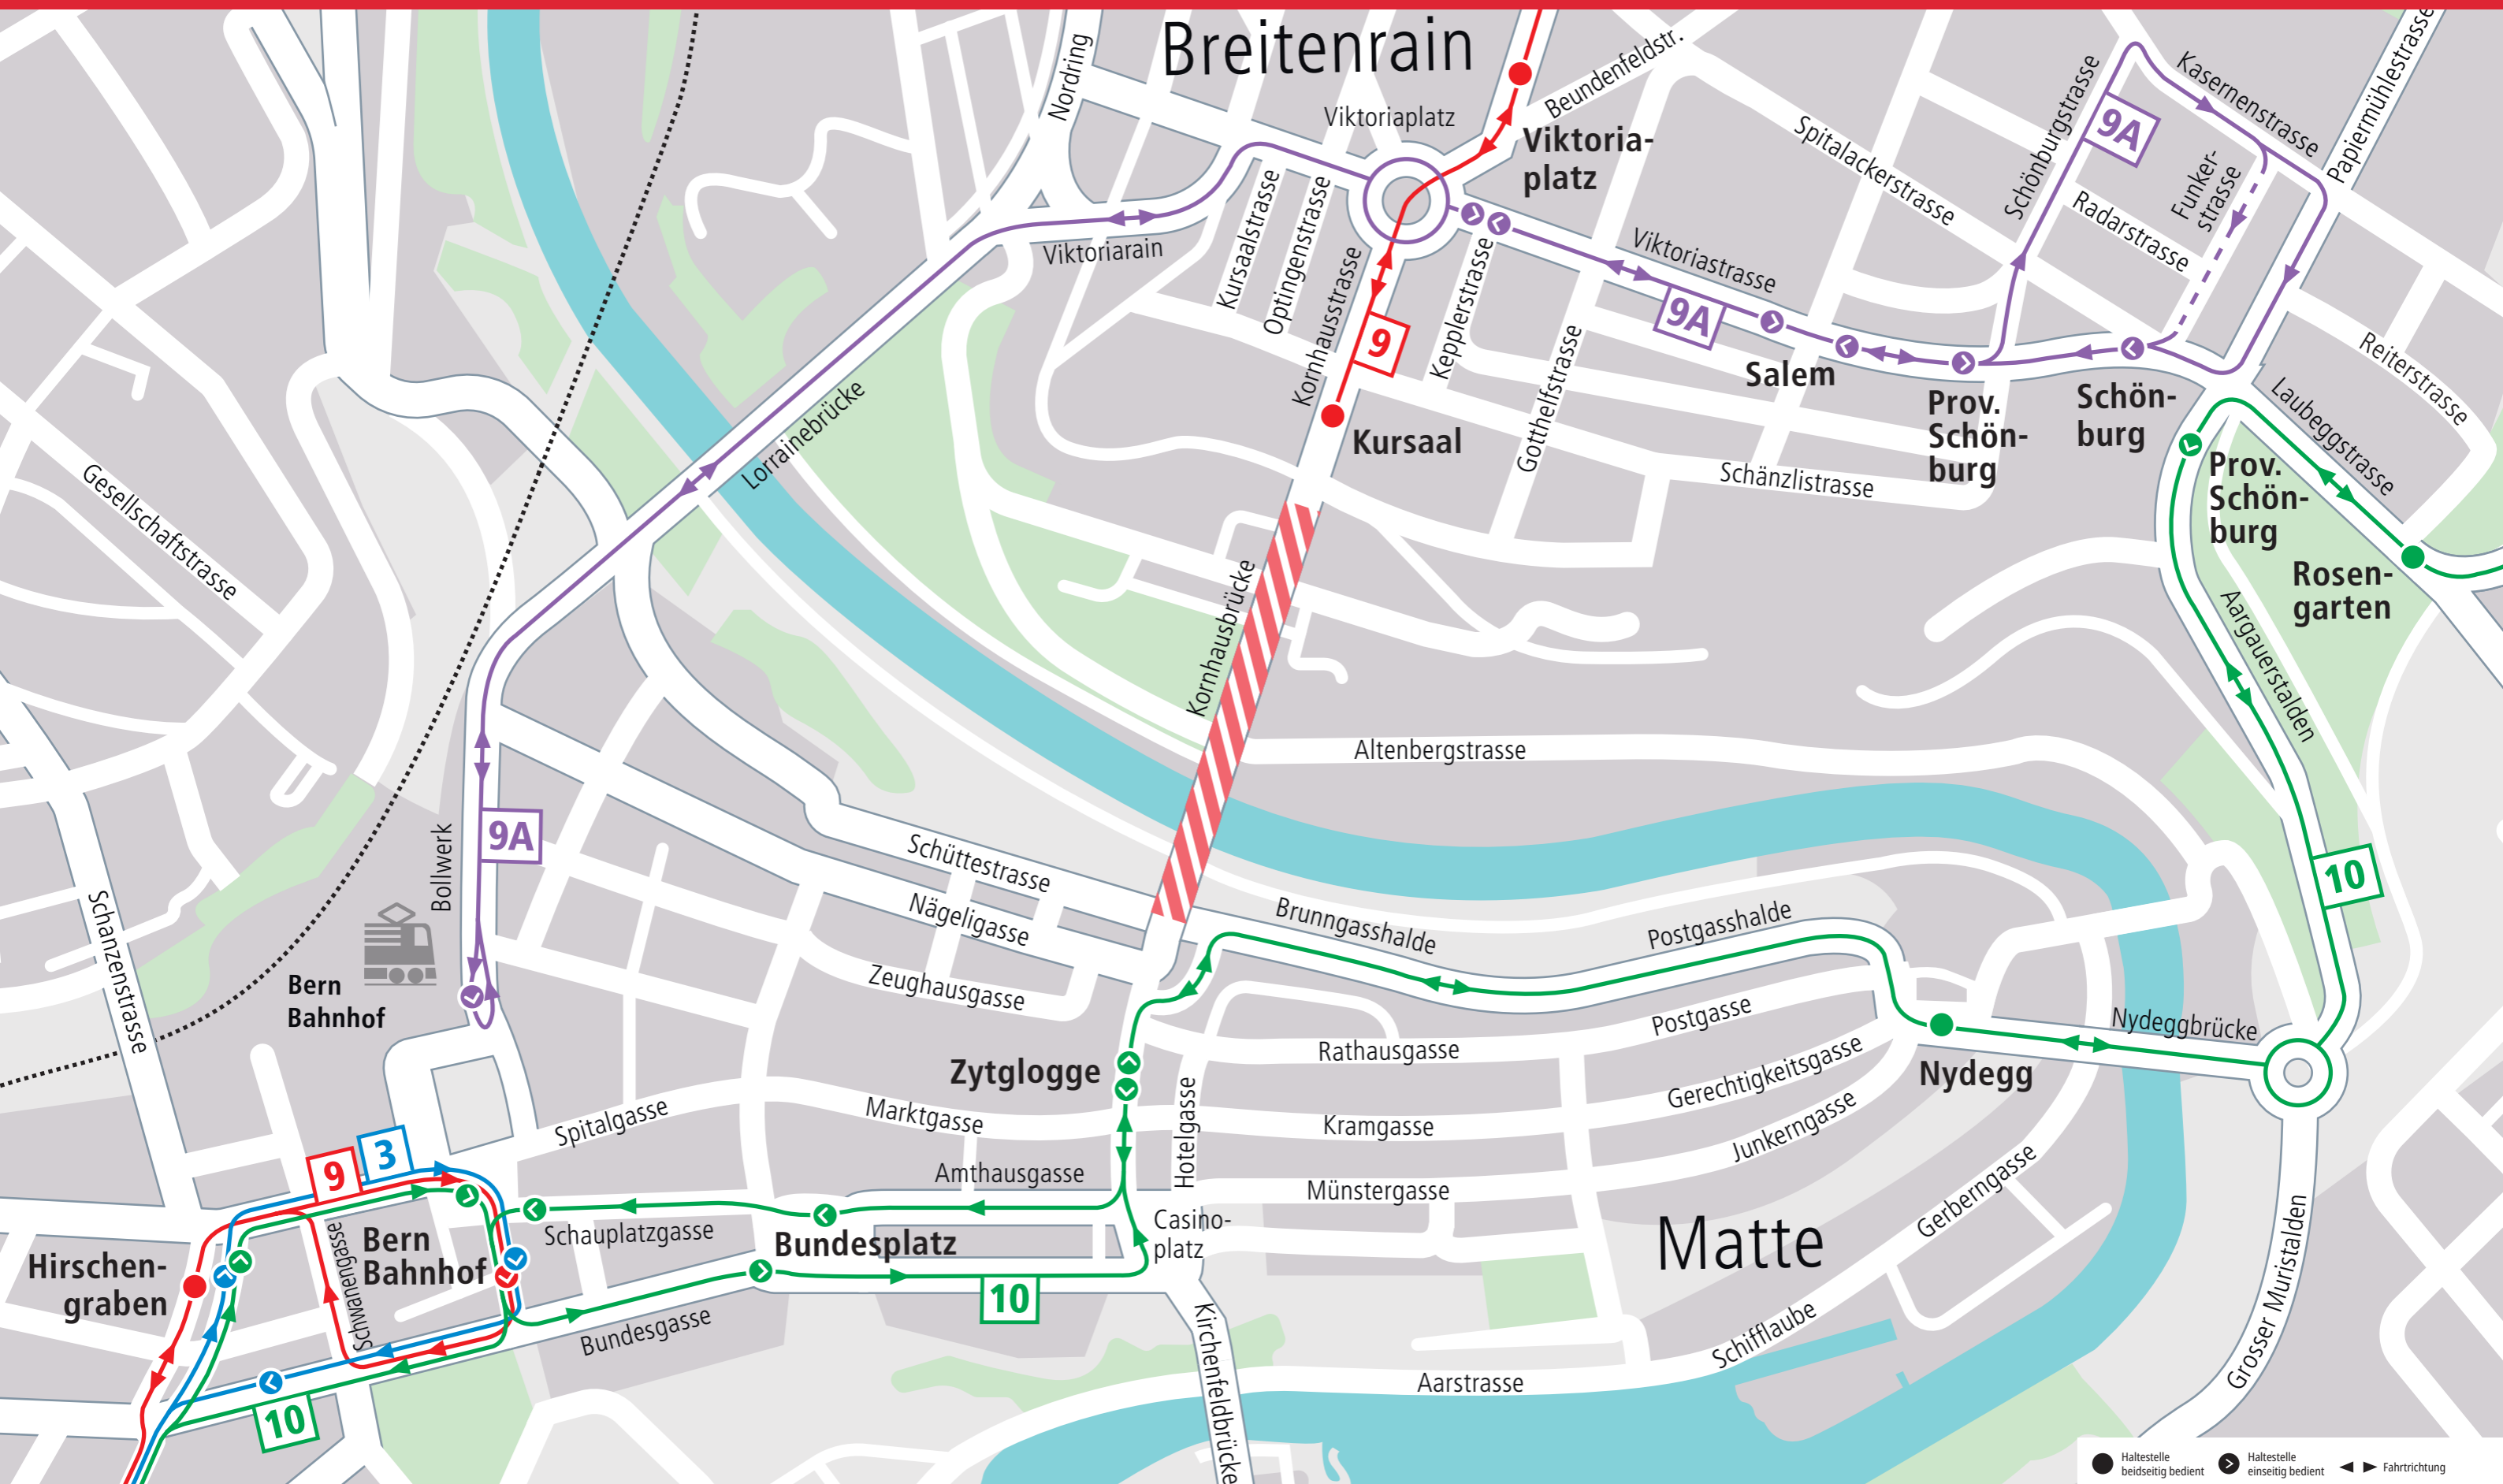 Breitenrain
Nordring
Viktoriaplatz
Beundenfeldstr.
Viktoria-
platz
Spitalackerstrasse
Schönburgstrasse
9A
Kasernenstrasse
Papiermühlestrasse
Funker-
strasse
Radarstrasse
Viktoriarain
Kursaalstrasse
Optingenstrasse
Kornhausstrasse
9
Kepplerstrasse
Viktoriastrasse
9A
Gotthelfstrasse
Salem
Prov.
Schön-
burg
Schön-
burg
Reiterstrasse
Laubeggstrasse
Kursaal
Schänzlistrasse
Prov.
Schön-
burg
Rosen-
garten
Lorrainebrücke
Gesellschaftstrasse
Kornhausbrücke
Aargauerstalden
Altenbergstrasse
10
Bollwerk
9A
Schüttestrasse
Nägeligasse
Zeughausgasse
Brunngasshalde
Postgasshalde
Schanzenstrasse
Bern
Bahnhof
Postgasse
Rathausgasse
Nydeggbrücke
Zytglogge
Nydegg
Gerechtigkeitsgasse
Spitalgasse
Marktgasse
Hotelgasse
Kramgasse
Junkerngasse
9
3
Amthausgasse
Münstergasse
Gerberngasse
Schwanengasse
Bern
Bahnhof
Schauplatzgasse
Bundesplatz
Casino-
platz
Matte
Hirschen-
graben
10
Bundesgasse
Kirchenfeldbrücke
Schifflaube
Grosser Muristalden
Aarstrasse
10
Haltestelle
beidseitig bedient
Haltestelle
einseitig bedient
Fahrtrichtung